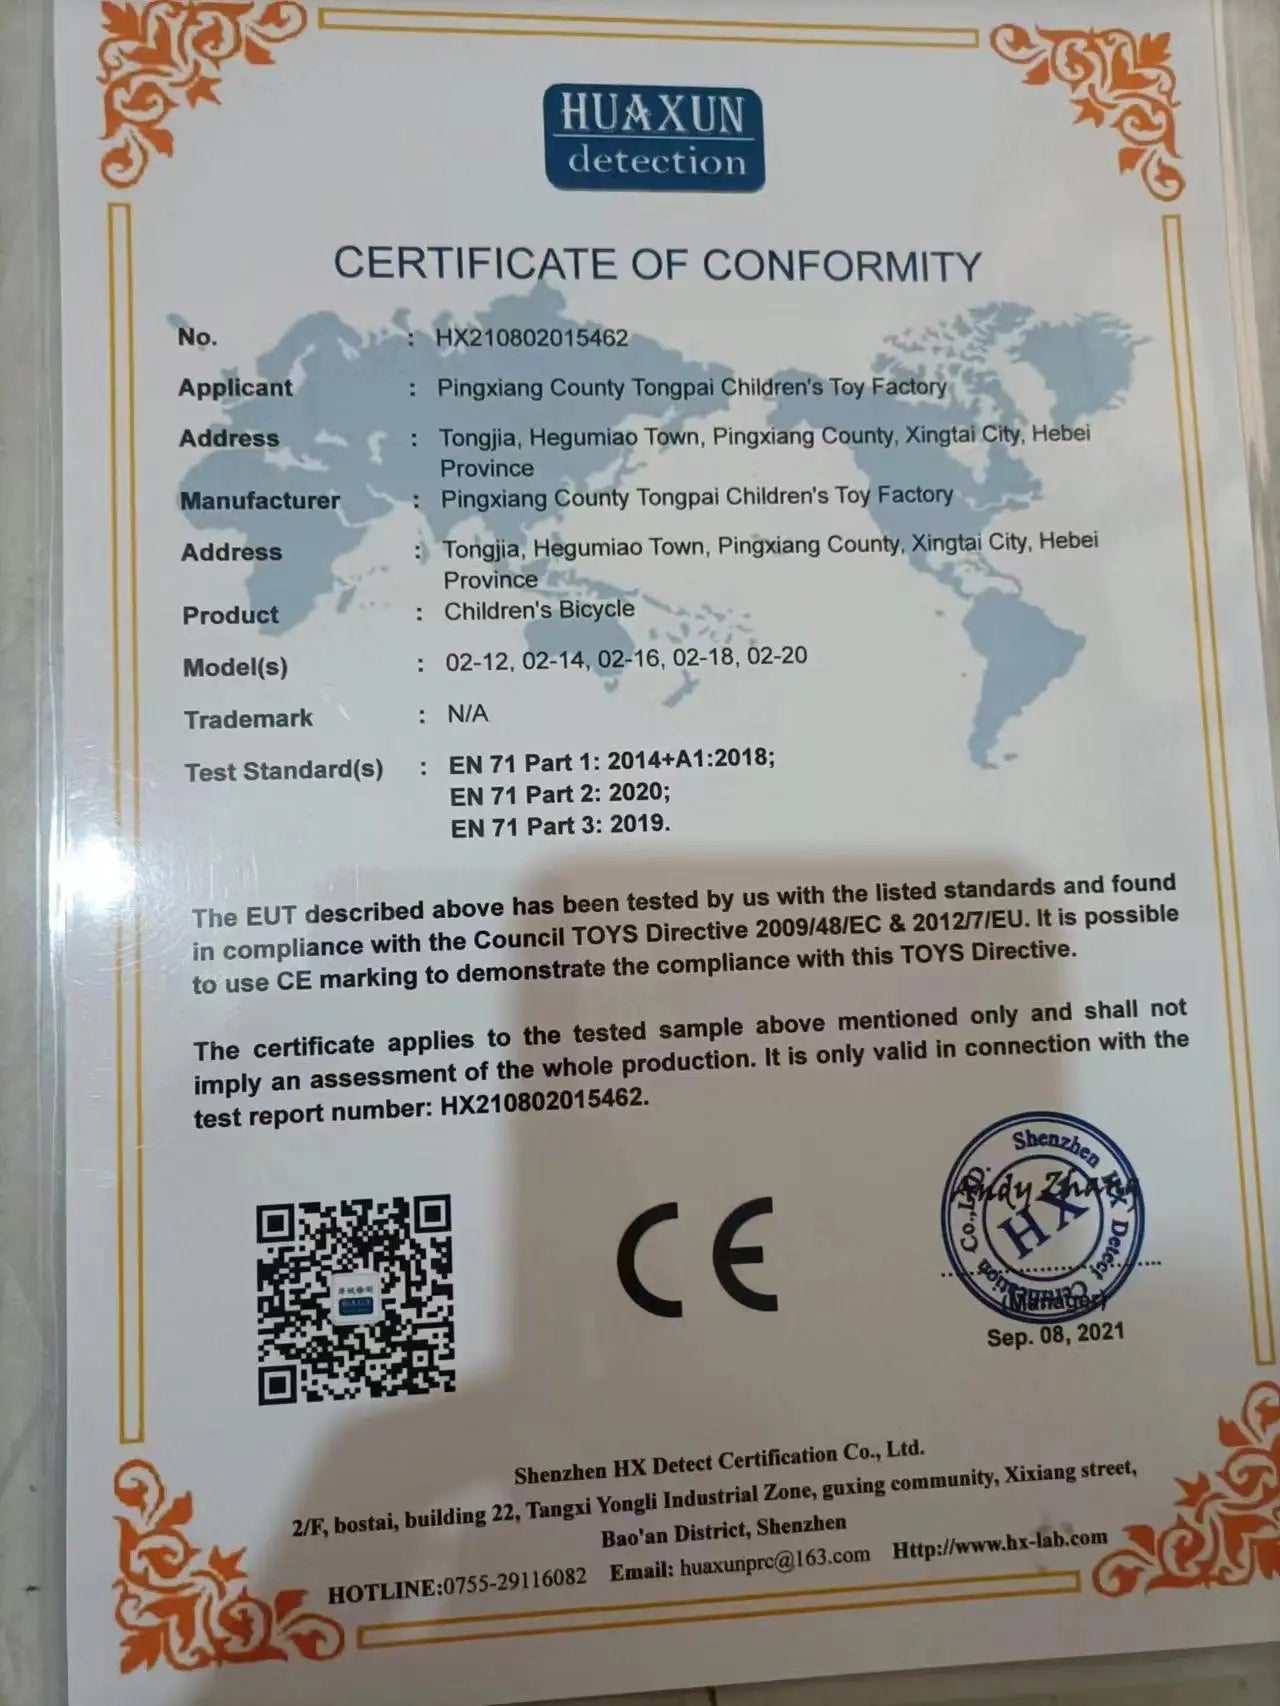 HUAXUN
detection
CERTIFICATE OF CONFORMITY
No. : HX210802015462
Applicant : Pingxiang County Tongpai Children's Toy Factory
Address : Tongjia, Hegumiao Town, Pingxiang County, Xingtai City, Hebei
Province
Manufacturer : Pingxiang County Tongpai Children's Toy Factory
Address : Tongjia, Hegumiao Town, Pingxiang County, Xingtai City, Hebei
Province
Product : Children's Bicycle
Model(s) : 02-12, 02-14, 02-16, 02-18, 02-20
Trademark : N/A
Test Standard(s) : EN 71 Part 1: 2014+A1:2018;
EN 71 Part 2: 2020;
EN 71 Part 3: 2019.
The EUT described above has been tested by us with the listed standards and found
in compliance with the Council TOYS Directive 2009/48/EC & 2012/7/EU. It is possible
to use CE marking to demonstrate the compliance with this TOYS Directive.
The certificate applies to the tested sample above mentioned only and shall not
imply an assessment of the whole production. It is only valid in connection with the
test report number: HX210802015462.
CE
Shenzhen HX Detect Certification Co.,LTD.
HX
Andy Zhang
(Manager)
Sep. 08, 2021
Shenzhen HX Detect Certification Co., Ltd.
2/F, bostai, building 22, Tangxi Yongli Industrial Zone, guxing community, Xixiang street,
Bao'an District, Shenzhen
HOTLINE:0755-29116082 Email: huaxunprc@163.com Http://www.hx-lab.com